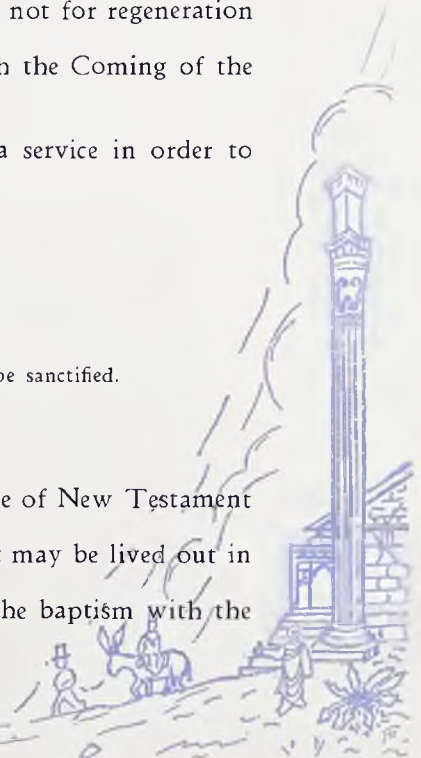 not for regeneration
the Coming of the
a service in order to
be sanctified.
e of New Testament
may be lived out in
he baptism with the